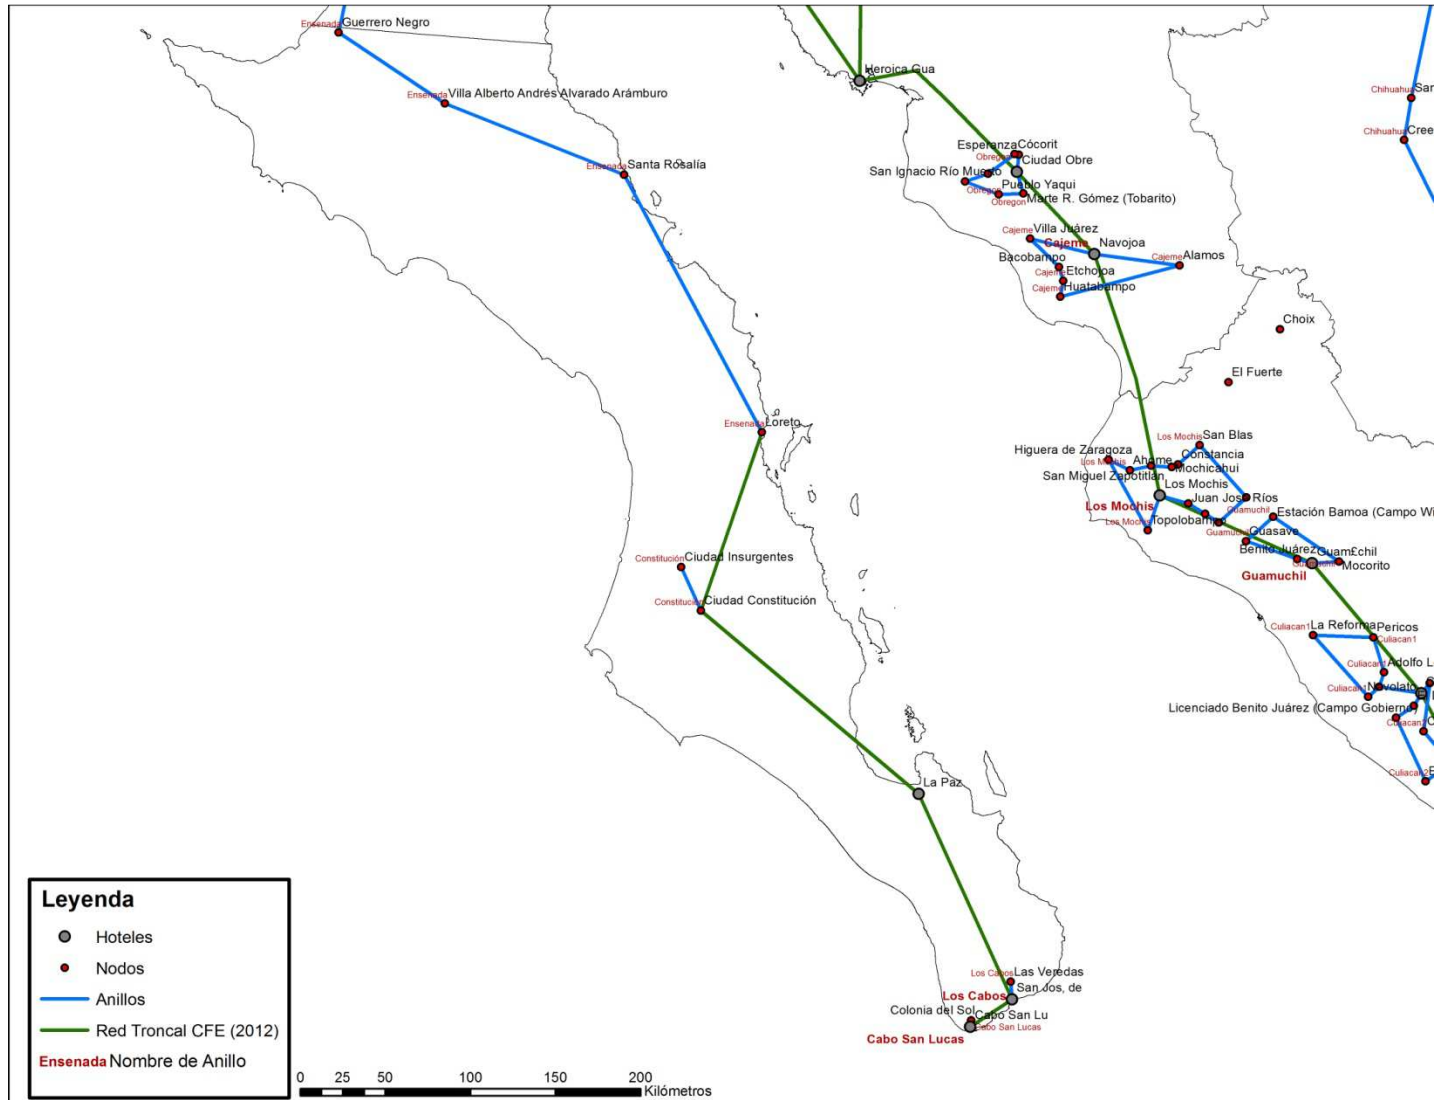 Ensenada Guerrero Negro
Ensenada Villa Alberto Andrés Alvarado Arámburo
Ensenada Santa Rosalía
Ensenada Loreto
Constitución Ciudad Insurgentes
Constitución Ciudad Constitución
La Paz
Los Cabos Las Veredas
Los Cabos San Jos, de
Colonia del Sol Cabo San Lu
Cabo San Lucas
Cabo San Lucas
Heroica Gua
Esperanza Cócorit
Obregon Ciudad Obre
San Ignacio Río Muerto
Obregon Pueblo Yaqui
Obregon Marte R. Gómez (Tobarito)
Cajeme Villa Juárez
Cajeme Navojoa
Cajeme Alamos
Bacobampo
Cajeme Etchojoa
Cajeme Huatabampo
Choix
El Fuerte
Los Mochis San Blas
Higuera de Zaragoza
Los Mochis Ahome Constancia
San Miguel Zapotitlán Mochicahui
Los Mochis
Los Mochis Juan José Ríos
Los Mochis Topolobampo
Guamuchil Estación Bamoa (Campo Wi
Guamuchil Guasave
Benito Juárez Guam£chil
Mocorito
Guamuchil
Culiacan1 La Reforma Pericos
Culiacan1
Culiacan1 Adolfo L
Culiacan1 Navolato
Licenciado Benito Juárez (Campo Gobierno)
Culiacan2
Culiacan2
Chihuahua San
Chihuahua Cree
Leyenda
Hoteles
Nodos
Anillos
Red Troncal CFE (2012)
Ensenada Nombre de Anillo
0 25 50 100 150 200
Kilómetros